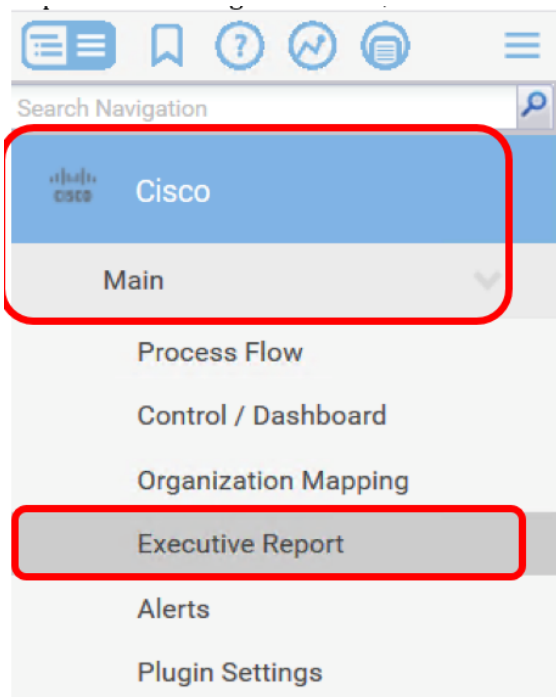 ?
Search Navigation
CISCO Cisco
Main
Process Flow
Control / Dashboard
Organization Mapping
Executive Report
Alerts
Plugin Settings